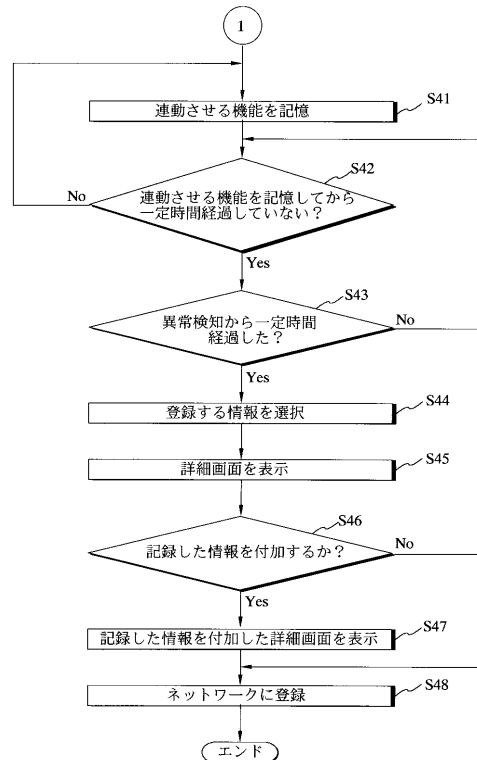 1
連動させる機能を記憶
S41
S42
連動させる機能を記憶してから
一定時間経過していない？
No
Yes
S43
異常検知から一定時間
経過した？
No
Yes
S44
登録する情報を選択
S45
詳細画面を表示
S46
記録した情報を付加するか？
No
Yes
S47
記録した情報を付加した詳細画面を表示
S48
ネットワークに登録
エンド